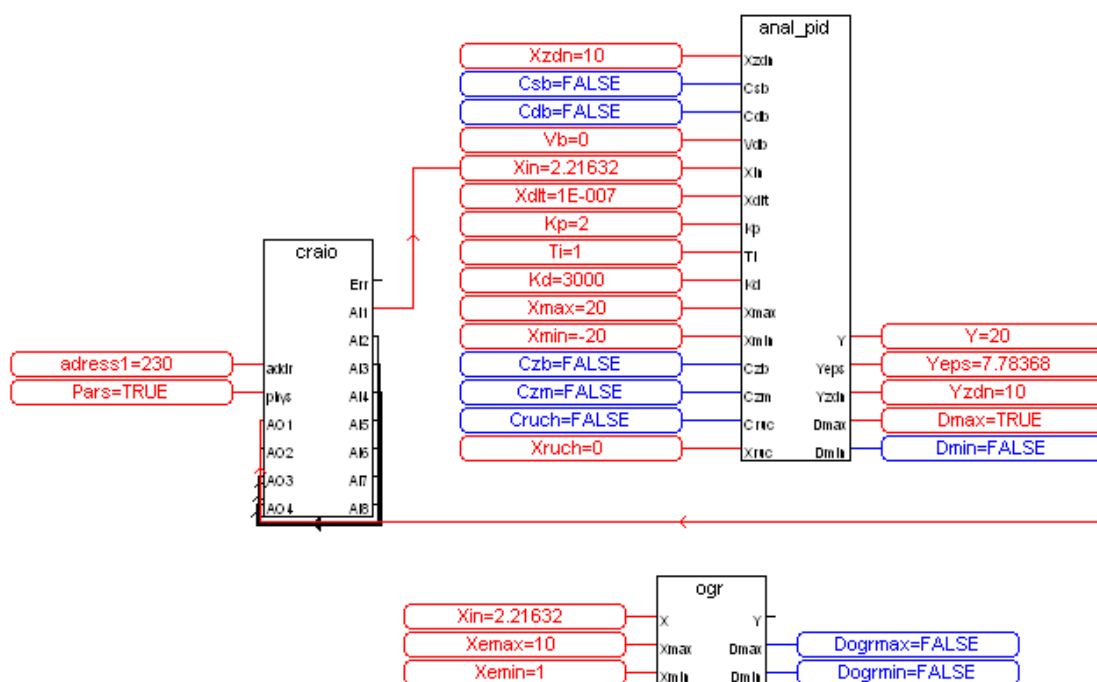 anal_pid
Xzdn=10 Xzdn
Csb=FALSE Csb
Cdb=FALSE Cdb
Vb=0 Vdb
Xin=2.21632 Xin
Xdft=1E-007 Xdft
Kp=2 Kp
Ti=1 Ti
Kd=3000 Kd
Xmax=20 Xmax
Xmin=-20 Xmin Y Y=20
Czb=FALSE Czb Yeps Yeps=7.78368
Czm=FALSE Czm Yzdn Yzdn=10
Cruch=FALSE Cruc Dmax Dmax=TRUE
Xruch=0 Xruc Dmin Dmin=FALSE
craio
Err
AI1
AI2
adress1=230 addr AI3
Pars=TRUE phys AI4
AO1 AI5
AO2 AI6
AO3 AI7
AO4 AI8
ogr
Xin=2.21632 X Y
Xemax=10 Xmax Dmax Dogrmax=FALSE
Xemin=1 Xmin Dmin Dogrmin=FALSE